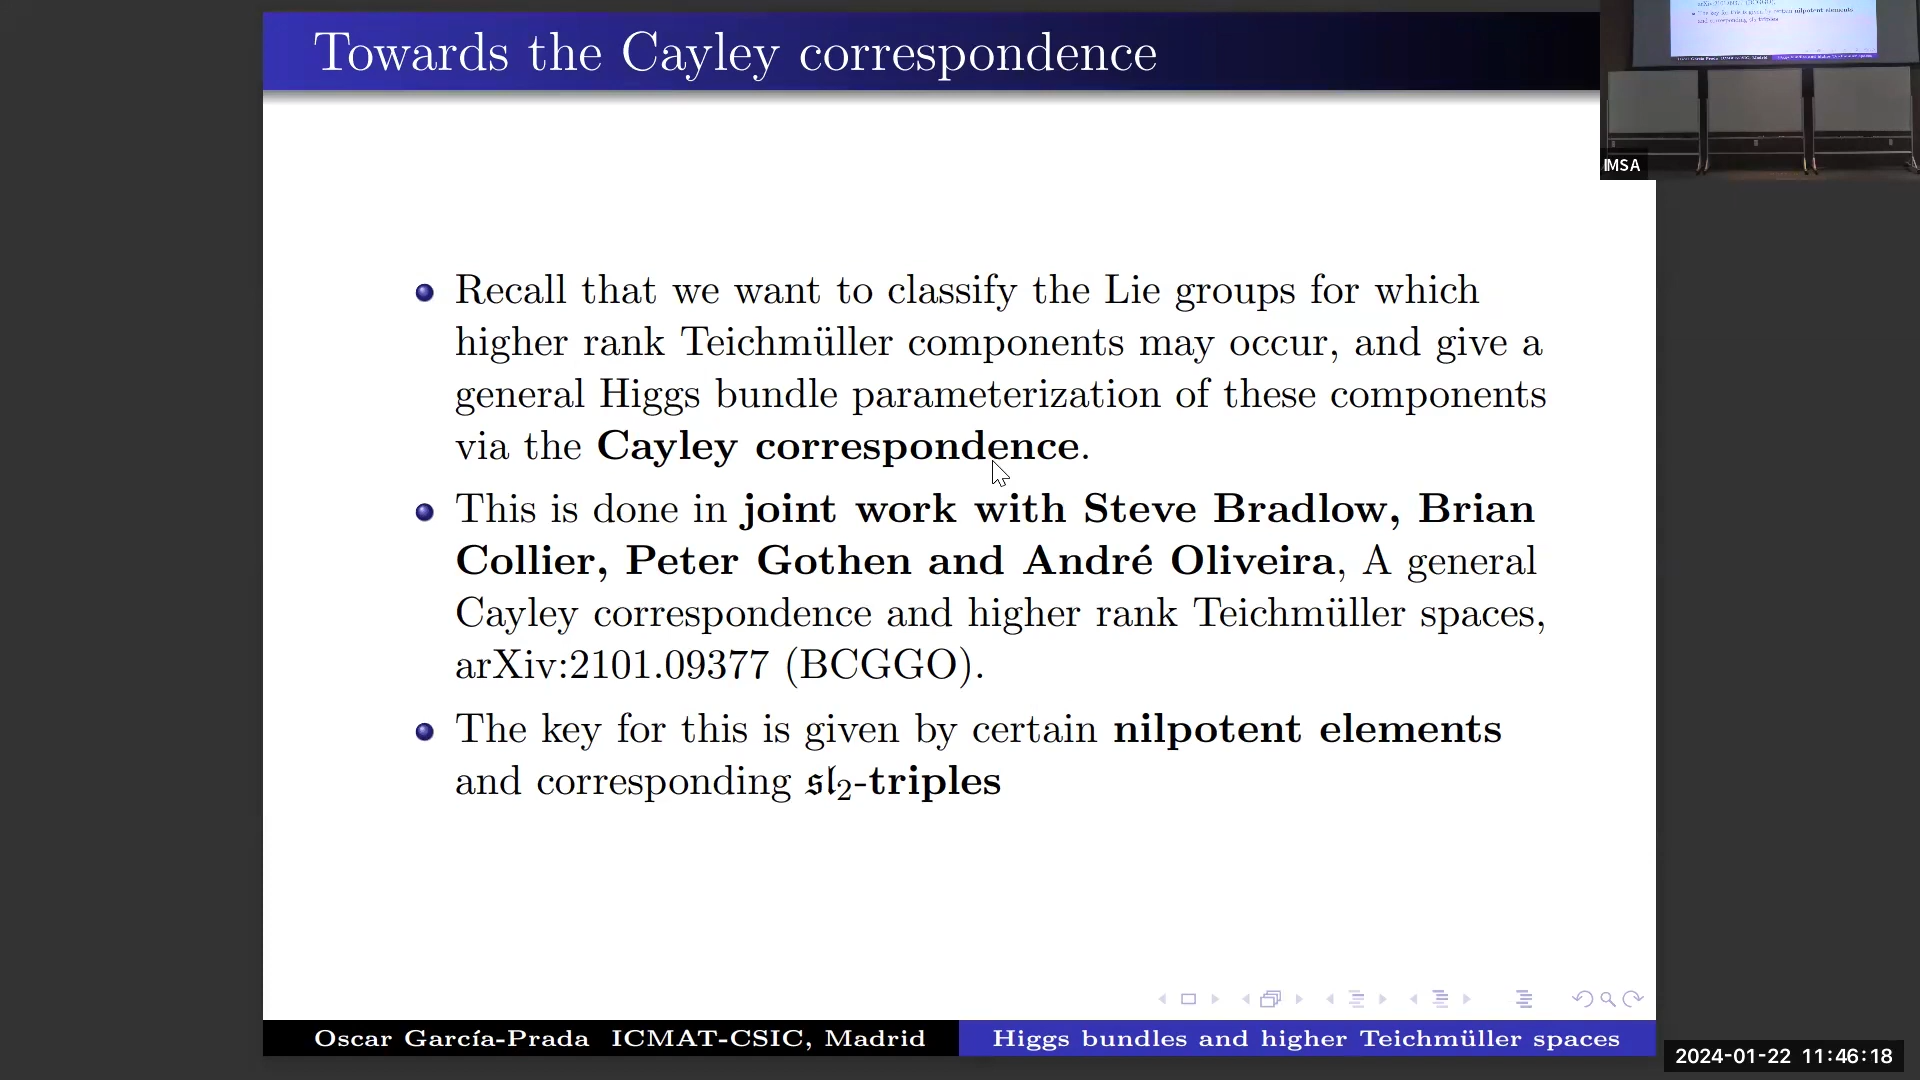 Towards the Cayley correspondence
Recall that we want to classify the Lie groups for which
higher rank Teichmüller components may occur, and give a
general Higgs bundle parameterization of these components
via the Cayley correspondence.
This is done in joint work with Steve Bradlow, Brian
Collier, Peter Gothen and André Oliveira, A general
Cayley correspondence and higher rank Teichmüller spaces,
arXiv:2101.09377 (BCGGO).
The key for this is given by certain nilpotent elements
and corresponding 𝔰𝔩₂-triples
Oscar García-Prada ICMAT-CSIC, Madrid
Higgs bundles and higher Teichmüller spaces
IMSA
2024-01-22 11:46:18